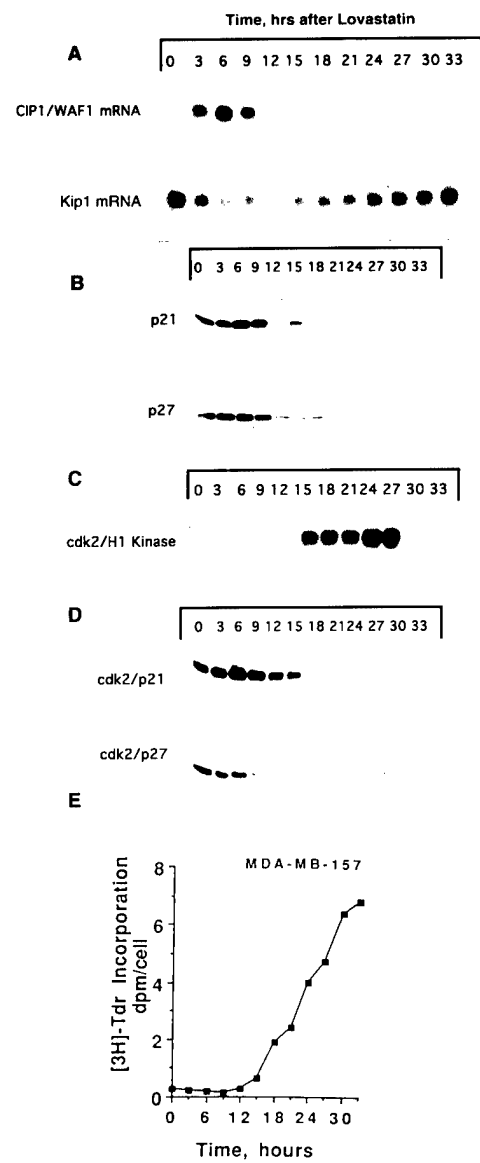 Time, hrs after Lovastatin
A
0 3 6 9 12 15 18 21 24 27 30 33
CIP1/WAF1 mRNA
Kip1 mRNA
B
0 3 6 9 12 15 18 21 24 27 30 33
p21
p27
C
0 3 6 9 12 15 18 21 24 27 30 33
cdk2/H1 Kinase
D
0 3 6 9 12 15 18 21 24 27 30 33
cdk2/p21
cdk2/p27
E
MDA-MB-157
[3H]-Tdr Incorporation
dpm/cell
8
6
4
2
0
0 6 12 18 24 30
Time, hours